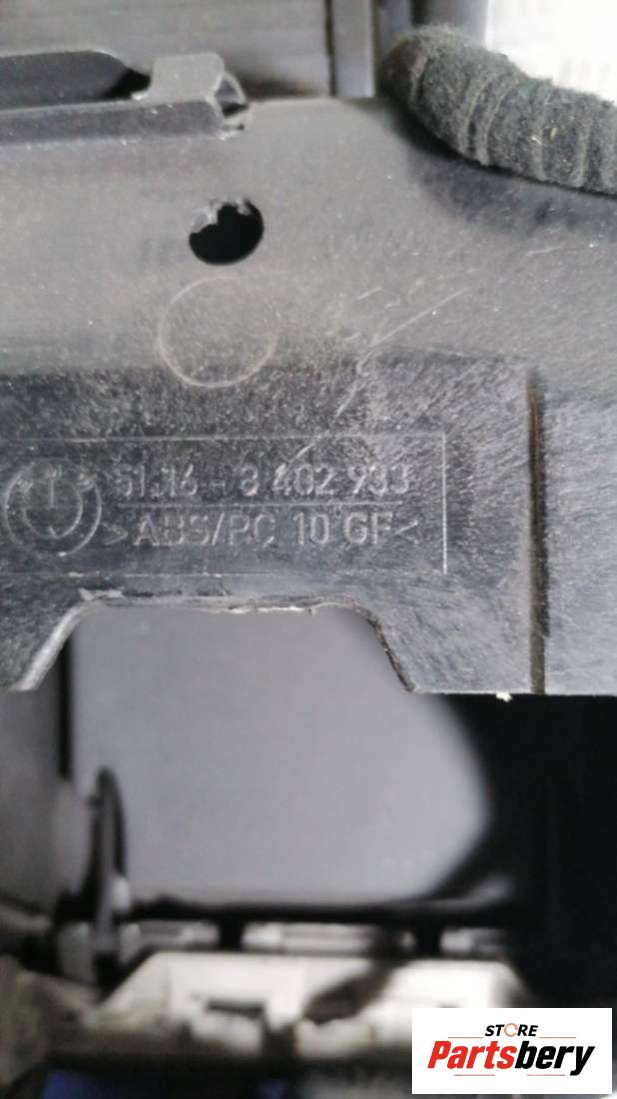 51.16 - 8 402 933
>ABS/PC 10 GF<
STORE
Partsbery